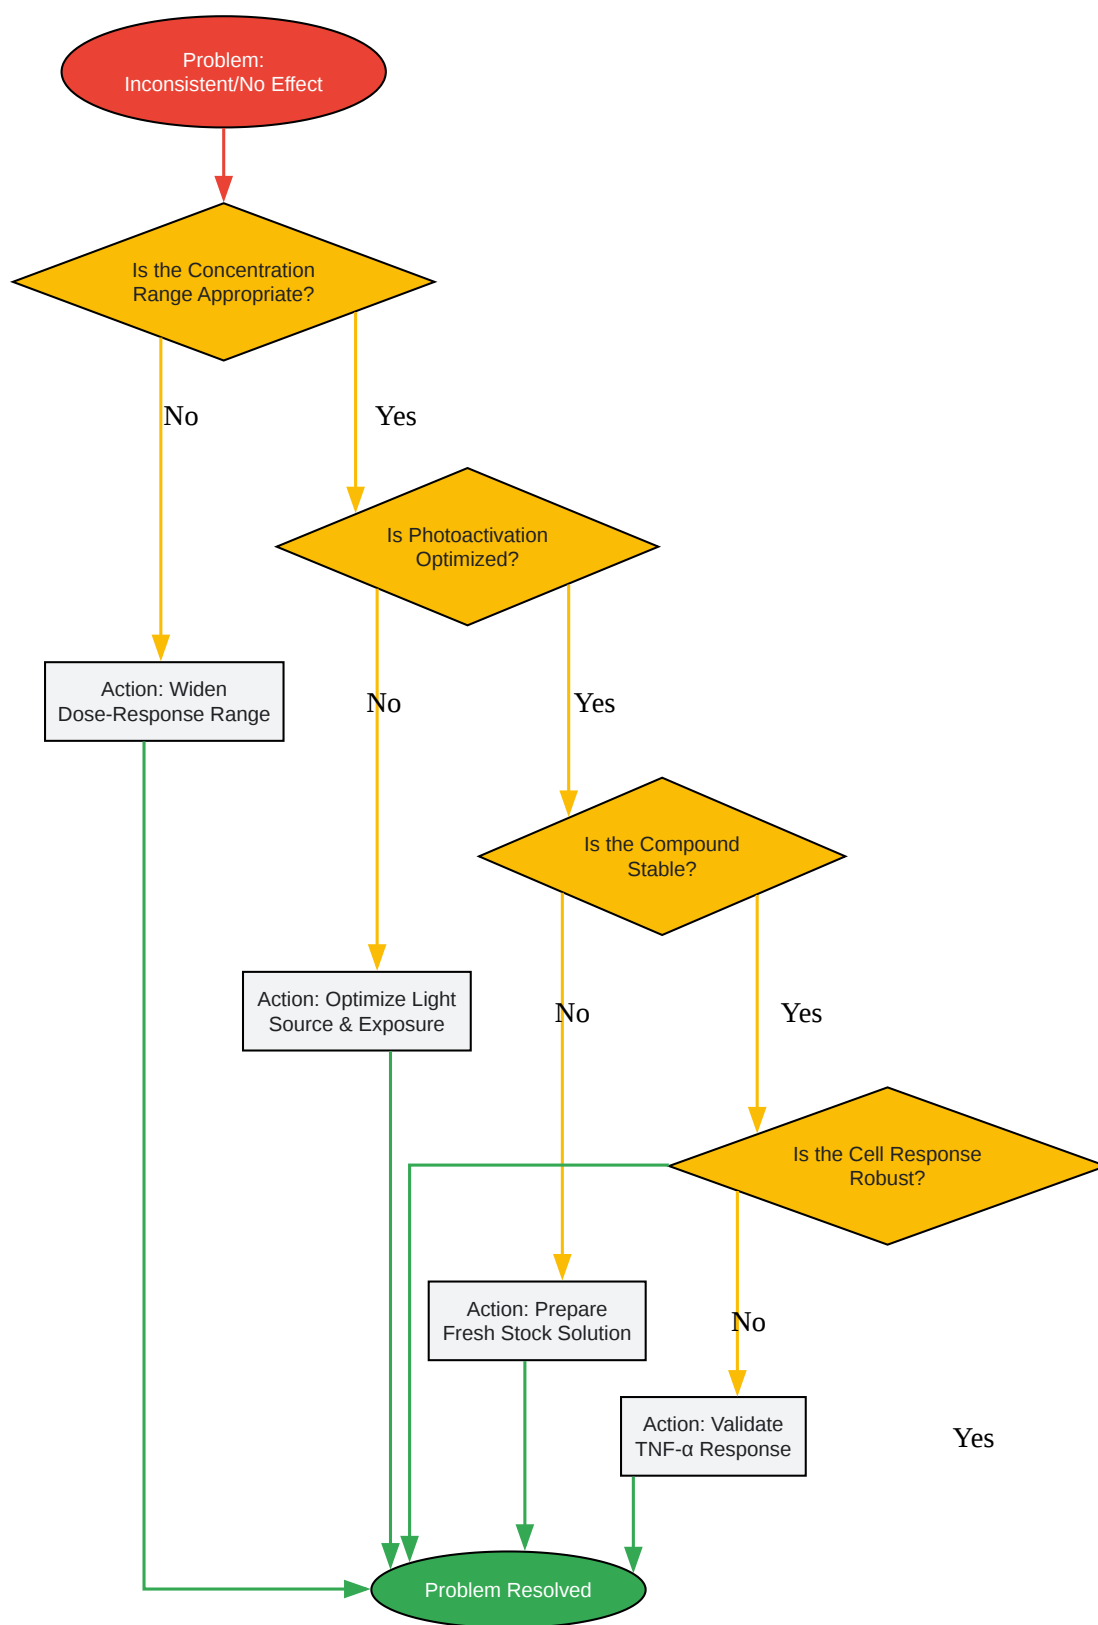 Problem:
Inconsistent/No Effect
Is the Concentration
Range Appropriate?
No
Yes
Is Photoactivation
Optimized?
Action: Widen
Dose-Response Range
No
Yes
Is the Compound
Stable?
Action: Optimize Light
Source & Exposure
No
Yes
Is the Cell Response
Robust?
Action: Prepare
Fresh Stock Solution
No
Action: Validate
TNF-α Response
Yes
Problem Resolved